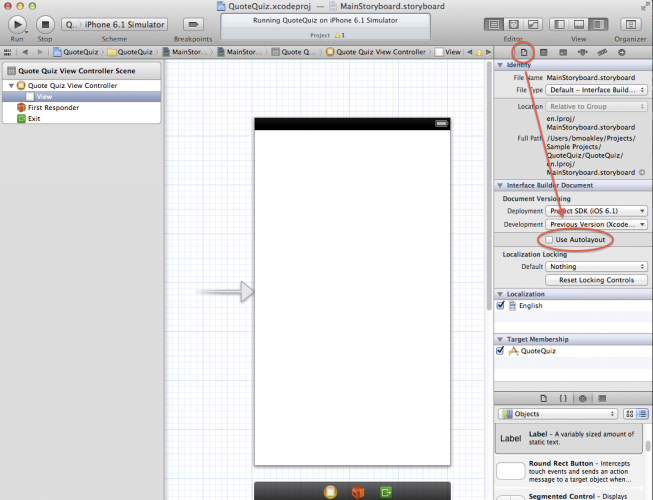 QuoteQuiz.xcodeproj — MainStoryboard.storyboard
Q... iPhone 6.1 Simulator
Running QuoteQuiz on iPhone 6.1 Simulator
Project 1
Run
Stop
Scheme
Breakpoints
Editor
View
Organizer
QuoteQuiz
QuoteQuiz
MainStor...
MainStor...
Quote Q...
Quote Quiz View Controller
View
Quote Quiz View Controller Scene
Quote Quiz View Controller
View
First Responder
Exit
Identity
File Name MainStoryboard.storyboard
File Type Default - Interface Build...
Location Relative to Group
en.lproj/
MainStoryboard.storyboard
Full Path /Users/bmoakley/Projects/
Sample Projects/
QuoteQuiz/QuoteQuiz/
en.lproj/
MainStoryboard.storyboard
Interface Builder Document
Document Versioning
Deployment Project SDK (iOS 6.1)
Development Previous Version (Xcode...
Use Autolayout
Localization Locking
Default Nothing
Reset Locking Controls
Localization
English
Target Membership
QuoteQuiz
{ }
Objects
Label
Label - A variably sized amount of
static text.
Round Rect Button - Intercepts
touch events and sends an action
message to a target object when...
Segmented Control - Displays